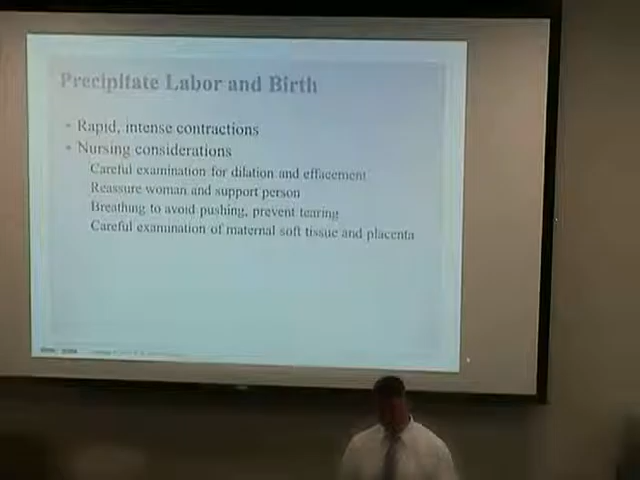 Precipitate Labor and Birth
- Rapid, intense contractions
- Nursing considerations
Careful examination for dilation and effacement
Reassure woman and support person
Breathing to avoid pushing, prevent tearing
Careful examination of maternal soft tissue and placenta